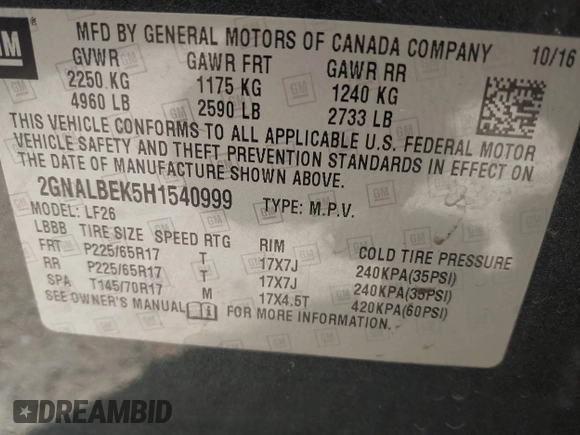 GM
MFD BY GENERAL MOTORS OF CANADA COMPANY 10/16
GVWR GAWR FRT GAWR RR
2250 KG 1175 KG 1240 KG
4960 LB 2590 LB 2733 LB
THIS VEHICLE CONFORMS TO ALL APPLICABLE U.S. FEDERAL MOTOR
VEHICLE SAFETY AND THEFT PREVENTION STANDARDS IN EFFECT ON
THE DATE OF MANUFACTURE SHOWN ABOVE.
2GNALBEK5H1540999 TYPE: M.P.V.
MODEL: LF26
LBBB TIRE SIZE SPEED RTG RIM COLD TIRE PRESSURE
FRT P225/65R17 T 17X7J 240KPA(35PSI)
RR P225/65R17 T 17X7J 240KPA(35PSI)
SPA T145/70R17 M 17X4.5T 420KPA(60PSI)
SEE OWNER'S MANUAL FOR MORE INFORMATION.
DREAMBID